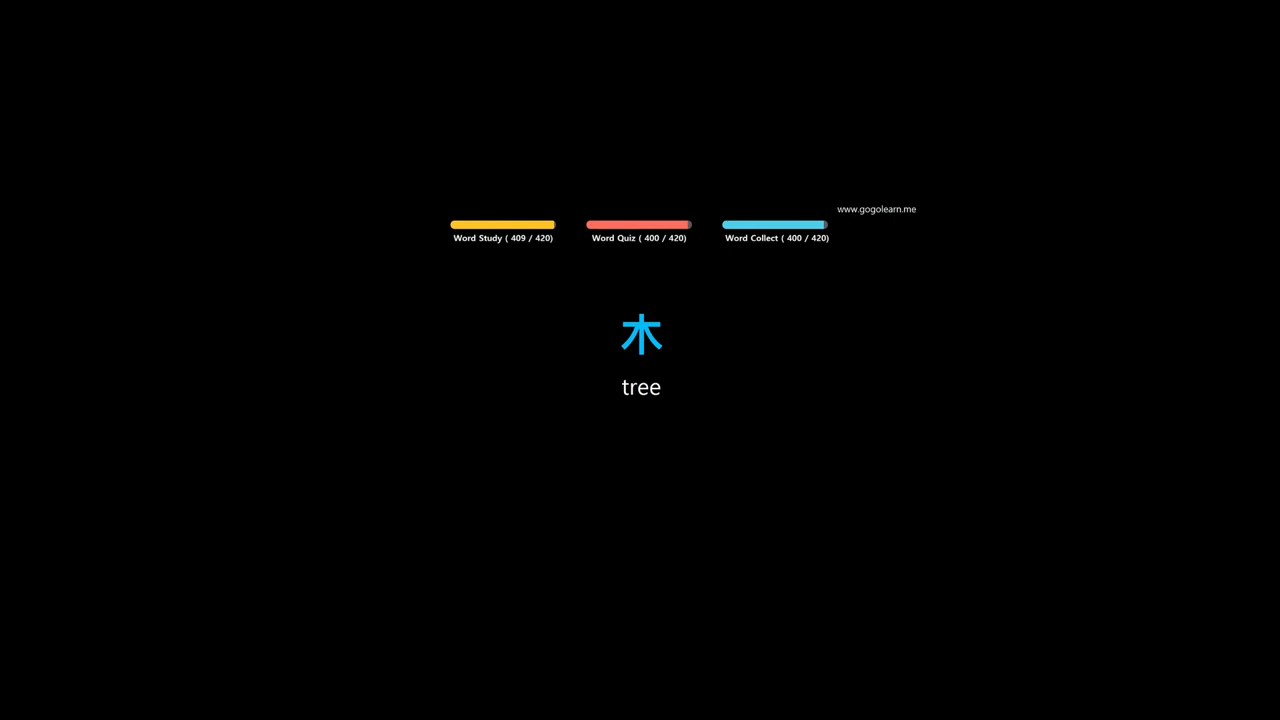 www.gogolearn.me
Word Study ( 409 / 420)
Word Quiz ( 400 / 420)
Word Collect ( 400 / 420)
木
tree